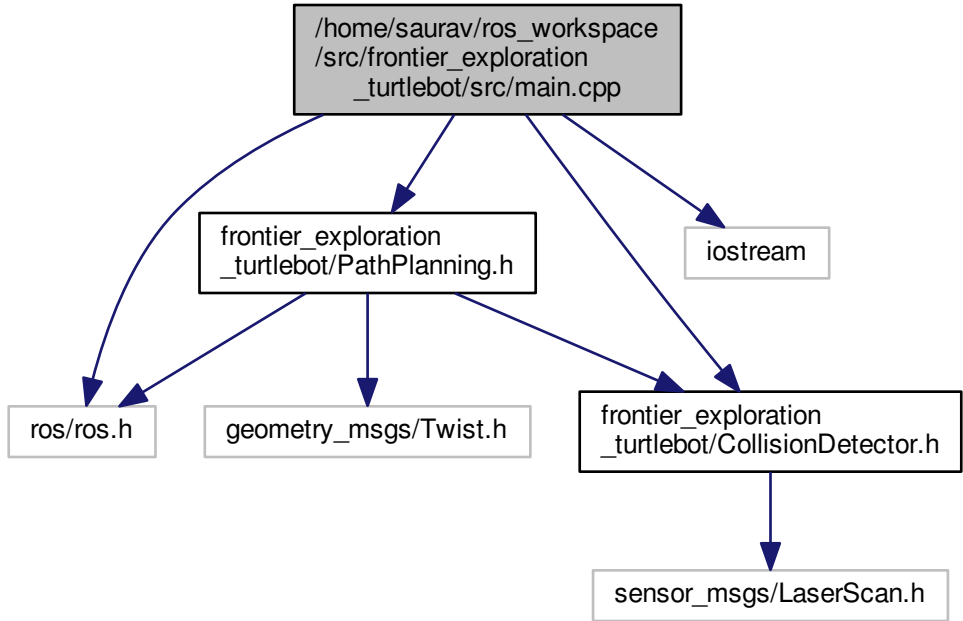 /home/saurav/ros_workspace
/src/frontier_exploration
_turtlebot/src/main.cpp
frontier_exploration
_turtlebot/PathPlanning.h
iostream
ros/ros.h
geometry_msgs/Twist.h
frontier_exploration
_turtlebot/CollisionDetector.h
sensor_msgs/LaserScan.h